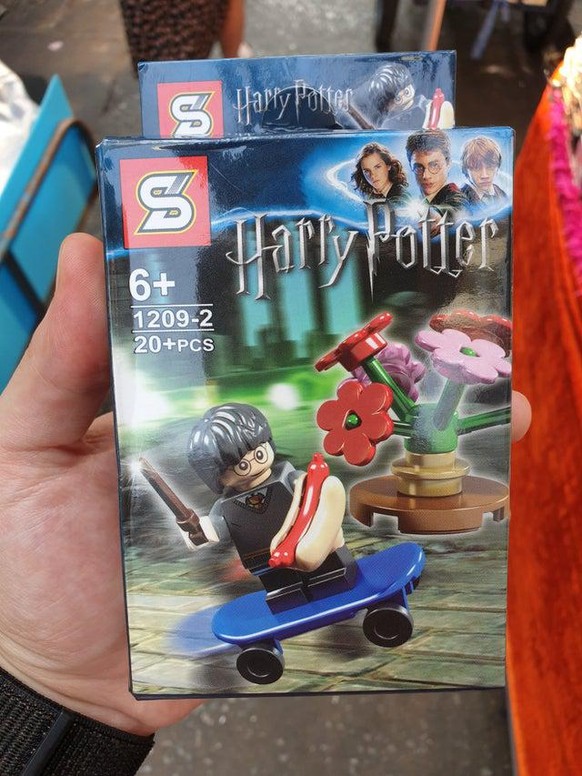 S Harry Potter
S
Harry Potter
6+
1209-2
20+PCS